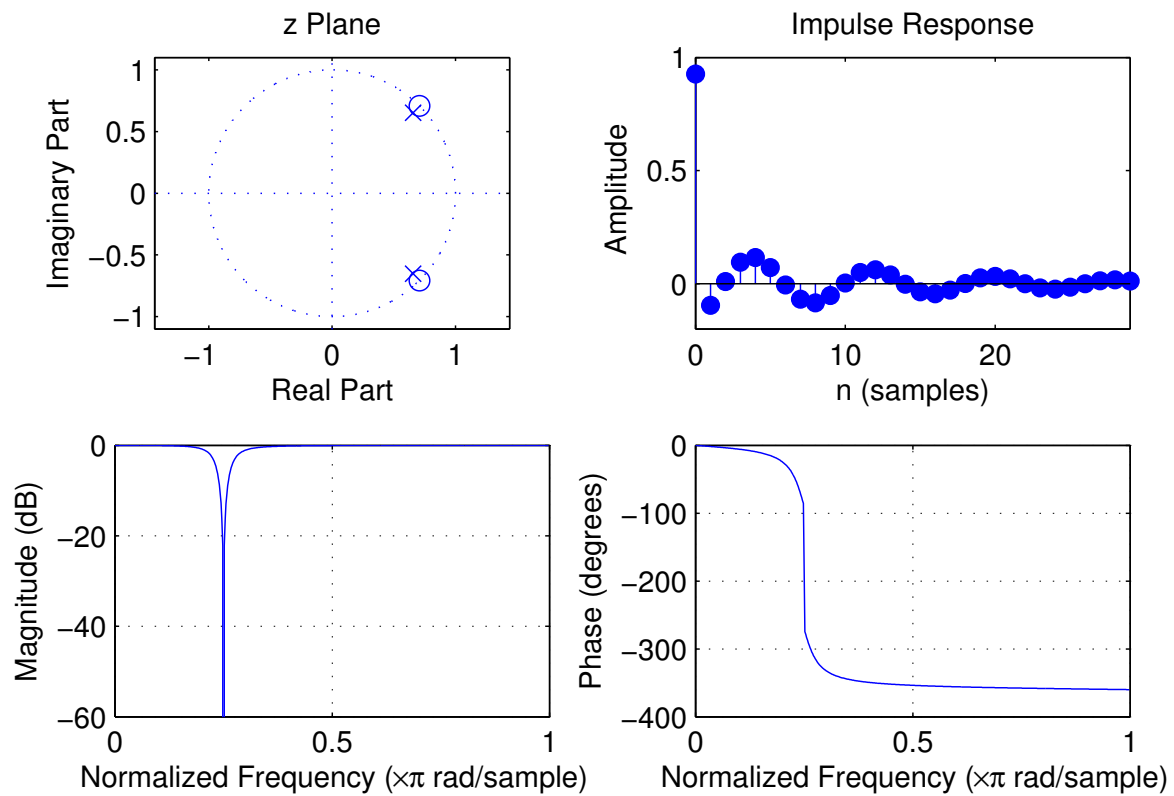 z Plane
1
0.5
0
−0.5
−1
−1 0 1
Real Part
Imaginary Part
Impulse Response
1
0.5
0
0 10 20
n (samples)
Amplitude
0
−20
−40
−60
0 0.5 1
Normalized Frequency (×π rad/sample)
Magnitude (dB)
0
−100
−200
−300
−400
0 0.5 1
Normalized Frequency (×π rad/sample)
Phase (degrees)